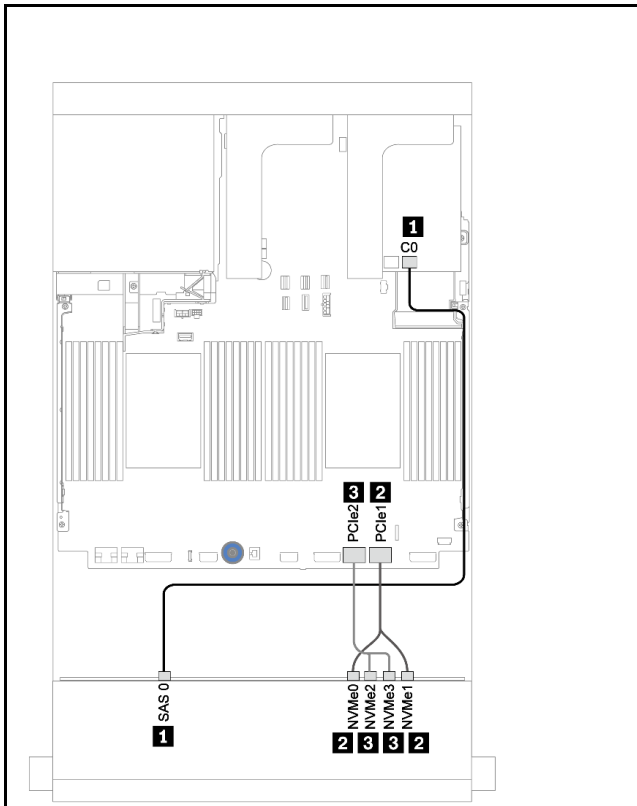 1
C0
3 2
PCIe2 PCIe1
SAS 0 NVMe0 NVMe2 NVMe3 NVMe1
1 2 3 3 2